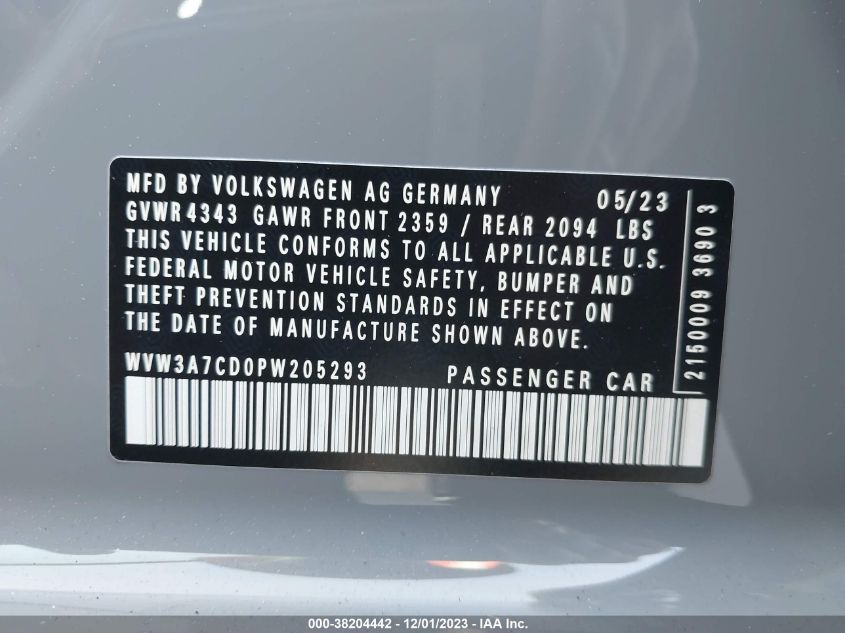 MFD BY VOLKSWAGEN AG GERMANY 05/23
GVWR 4343 GAWR FRONT 2359 / REAR 2094 LBS
THIS VEHICLE CONFORMS TO ALL APPLICABLE U.S.
FEDERAL MOTOR VEHICLE SAFETY, BUMPER AND
THEFT PREVENTION STANDARDS IN EFFECT ON
THE DATE OF MANUFACTURE SHOWN ABOVE.
WVW3A7CD0PW205293 PASSENGER CAR
2150009 3690 3
000-38204442 - 12/01/2023 - IAA Inc.